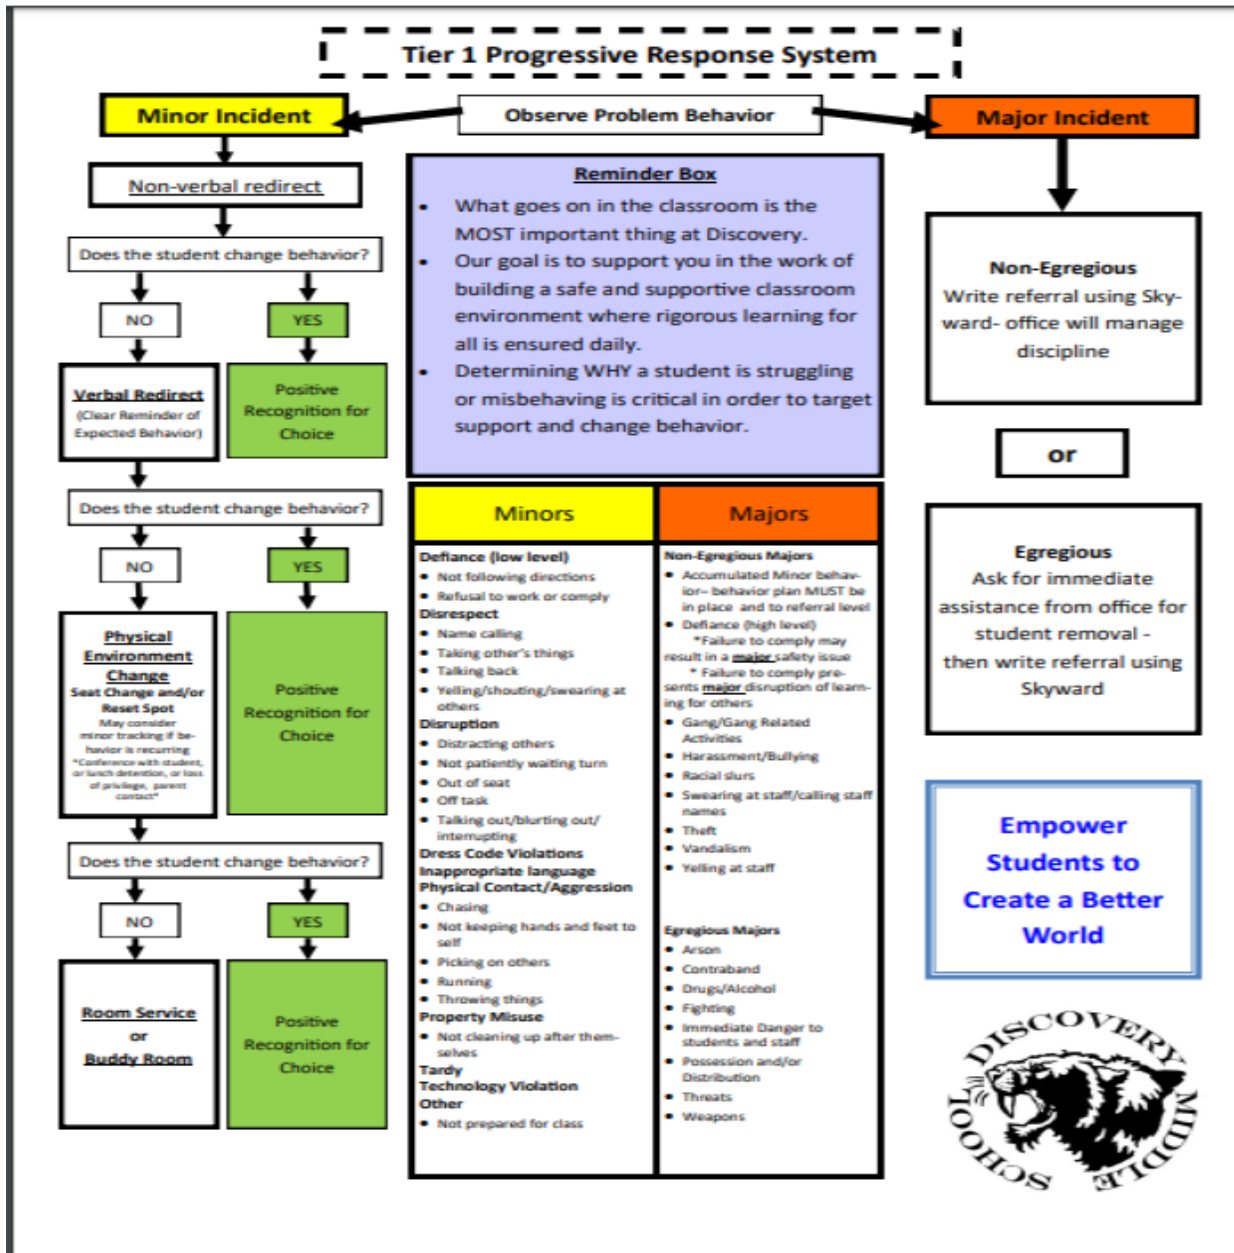 Tier 1 Progressive Response System
Minor Incident
Observe Problem Behavior
Major Incident
Non-verbal redirect
Does the student change behavior?
NO
YES
Verbal Redirect
(Clear Reminder of
Expected Behavior)
Positive
Recognition for
Choice
Does the student change behavior?
NO
YES
Physical
Environment
Change
Seat Change and/or
Reset Spot
May consider
minor tracking if be-
havior is recurring
*Conference with student,
or lunch detention, or loss
of privilege, parent
contact*
Positive
Recognition for
Choice
Does the student change behavior?
NO
YES
Room Service
or
Buddy Room
Positive
Recognition for
Choice
Reminder Box
• What goes on in the classroom is the
MOST important thing at Discovery.
• Our goal is to support you in the work of
building a safe and supportive classroom
environment where rigorous learning for
all is ensured daily.
• Determining WHY a student is struggling
or misbehaving is critical in order to target
support and change behavior.
Minors
Defiance (low level)
• Not following directions
• Refusal to work or comply
Disrespect
• Name calling
• Taking other's things
• Talking back
• Yelling/shouting/swearing at
others
Disruption
• Distracting others
• Not patiently waiting turn
• Out of seat
• Off task
• Talking out/blurting out/
interrupting
Dress Code Violations
Inappropriate language
Physical Contact/Aggression
• Chasing
• Not keeping hands and feet to
self
• Picking on others
• Running
• Throwing things
Property Misuse
• Not cleaning up after them-
selves
Tardy
Technology Violation
Other
• Not prepared for class
Majors
Non-Egregious Majors
• Accumulated Minor behav-
ior– behavior plan MUST be
in place and to referral level
• Defiance (high level)
*Failure to comply may
result in a major safety issue
* Failure to comply pre-
sents major disruption of learn-
ing for others
• Gang/Gang Related
Activities
• Harassment/Bullying
• Racial slurs
• Swearing at staff/calling staff
names
• Theft
• Vandalism
• Yelling at staff
Egregious Majors
• Arson
• Contraband
• Drugs/Alcohol
• Fighting
• Immediate Danger to
students and staff
• Possession and/or
Distribution
• Threats
• Weapons
Non-Egregious
Write referral using Sky-
ward- office will manage
discipline
or
Egregious
Ask for immediate
assistance from office for
student removal -
then write referral using
Skyward
Empower
Students to
Create a Better
World
DISCOVERY MIDDLE SCHOOL